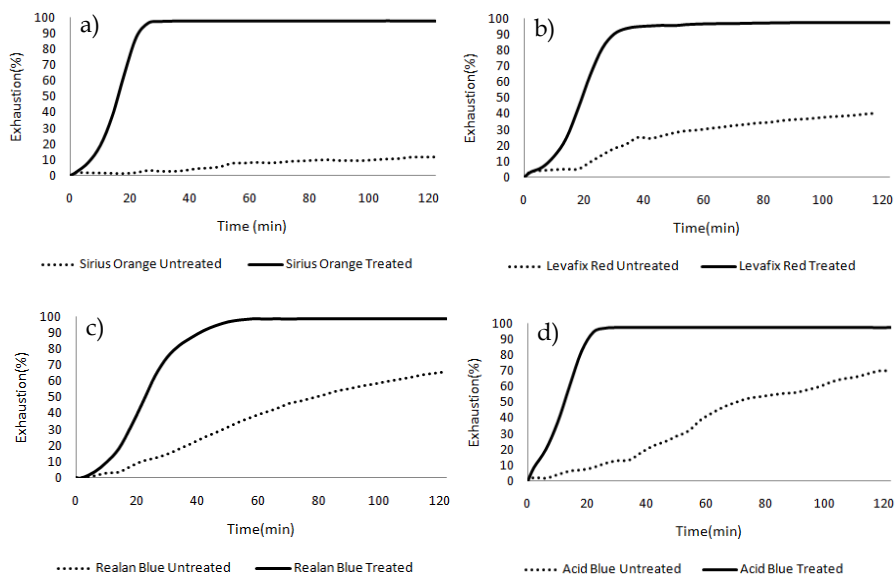 a)
Exhaustion(%)
100
90
80
70
60
50
40
30
20
10
0
0 20 40 60 80 100 120
Time (min)
Sirius Orange Untreated Sirius Orange Treated
b)
Exhaustion(%)
100
90
80
70
60
50
40
30
20
10
0
0 20 40 60 80 100 120
Time(min)
Levafix Red Untreated Levafix Red Treated
c)
Exhaustion(%)
100
90
80
70
60
50
40
30
20
10
0
0 20 40 60 80 100 120
Time(min)
Realan Blue Untreated Realan Blue Treated
d)
Exhaustion(%)
100
90
80
70
60
50
40
30
20
10
0
0 20 40 60 80 100 120
Time(min)
Acid Blue Untreated Acid Blue Treated